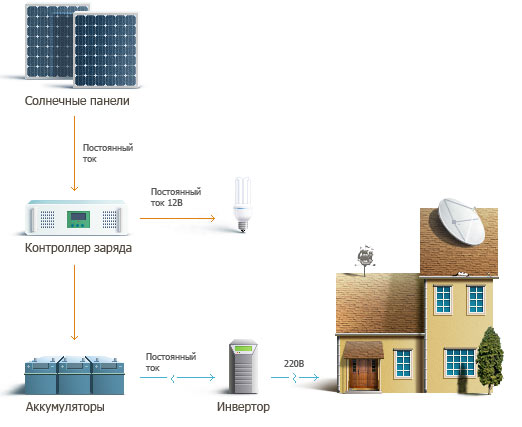 Солнечные панели
Постоянный
ток
Постоянный
ток 12В
Контроллер заряда
Постоянный
ток
220В
Аккумуляторы
Инвертор